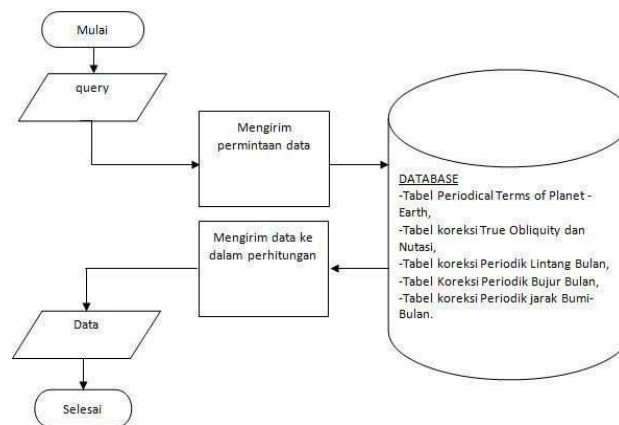 Mulai
query
Mengirim
permintaan data
DATABASE
-Tabel Periodical Terms of Planet -
Earth,
-Tabel koreksi True Obliquity dan
Nutasi,
-Tabel koreksi Periodik Lintang Bulan,
-Tabel Koreksi Periodik Bujur Bulan,
-Tabel koreksi Periodik jarak Bumi-
Bulan.
Mengirim data ke
dalam perhitungan
Data
Selesai